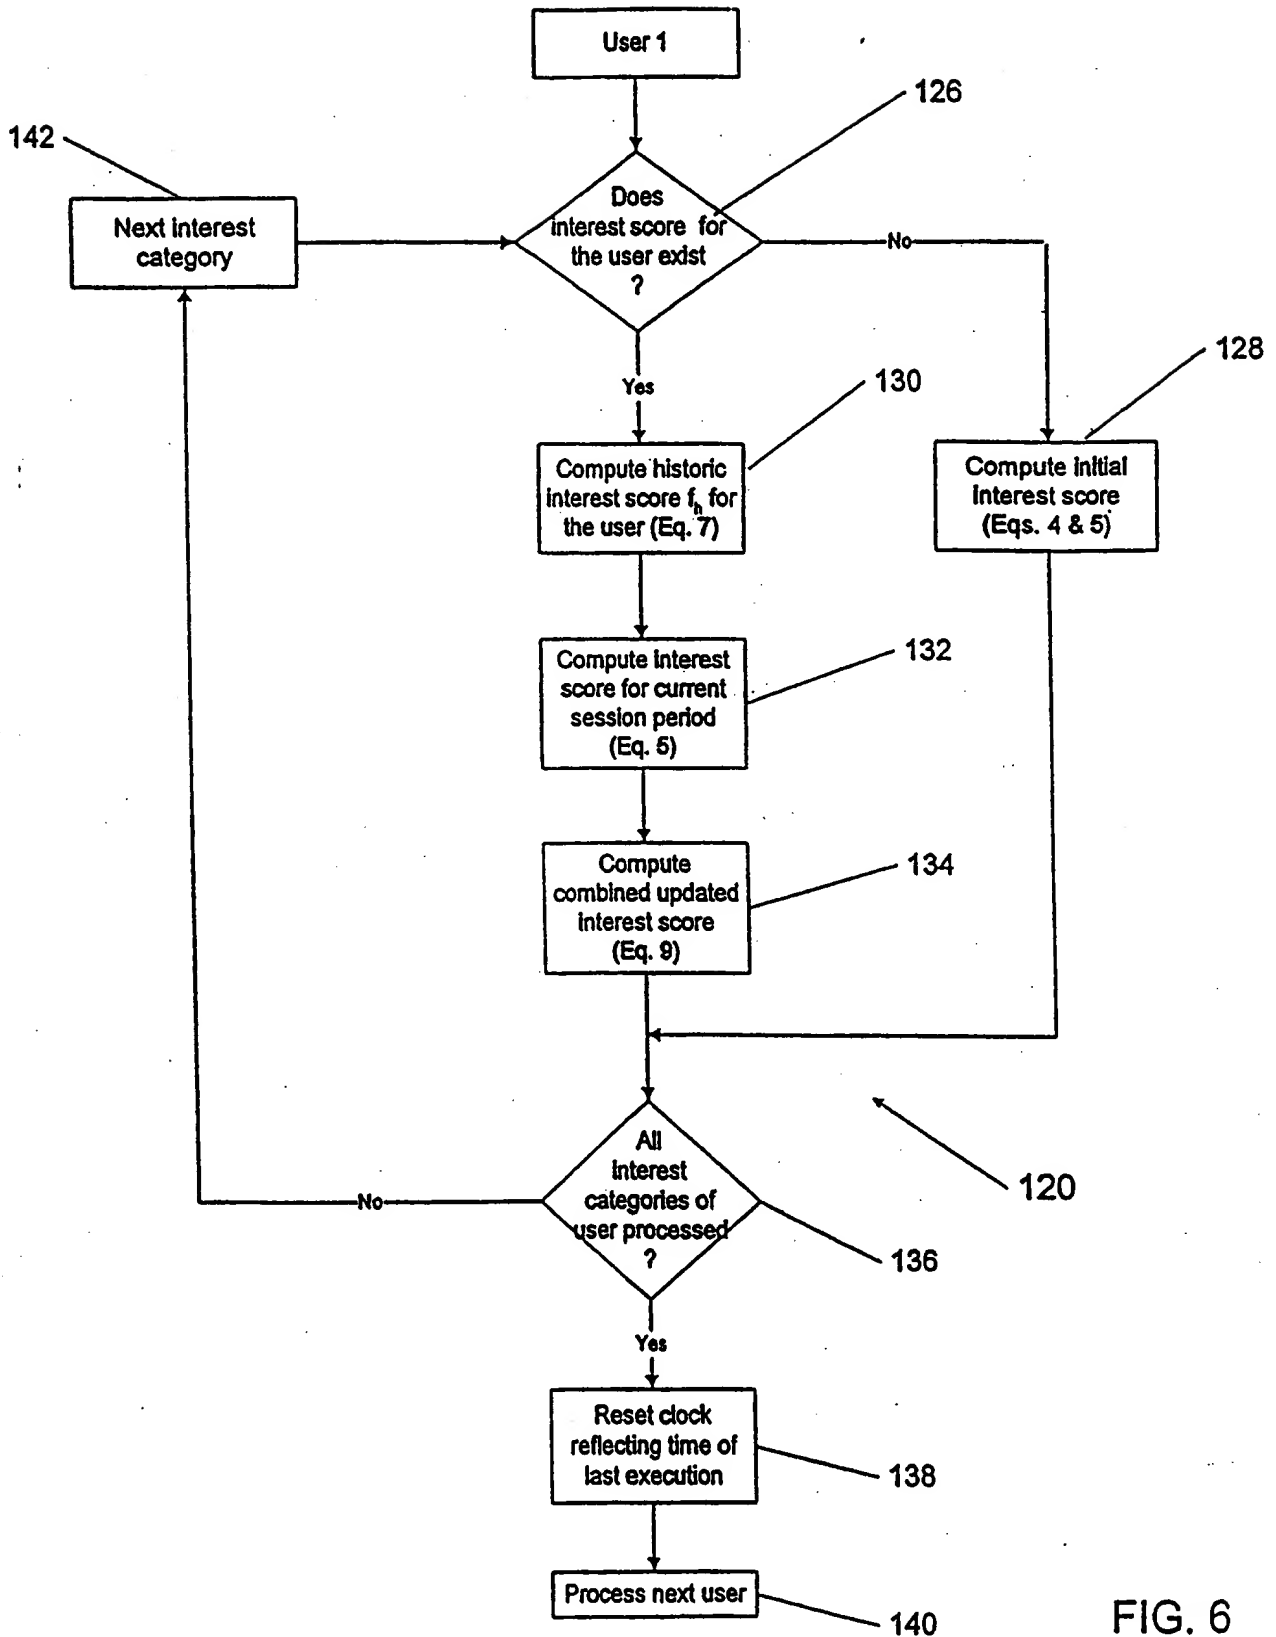 User 1
126
142
Does
interest score for
the user exist
?
Next interest
category
No
128
Yes
130
Compute historic
interest score fh for
the user (Eq. 7)
Compute initial
interest score
(Eqs. 4 & 5)
132
Compute interest
score for current
session period
(Eq. 5)
134
Compute
combined updated
interest score
(Eq. 9)
All
interest
categories of
user processed
?
120
No
136
Yes
Reset clock
reflecting time of
last execution
138
Process next user
140
FIG. 6